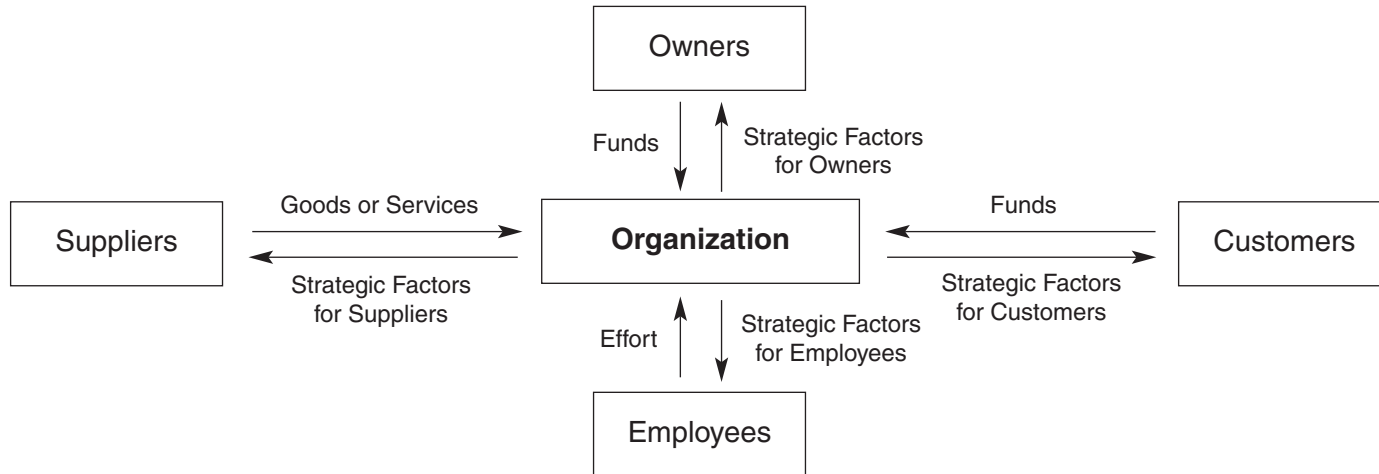 Owners
Funds
Strategic Factors
for Owners
Suppliers
Goods or Services
Strategic Factors
for Suppliers
Organization
Funds
Strategic Factors
for Customers
Customers
Effort
Strategic Factors
for Employees
Employees